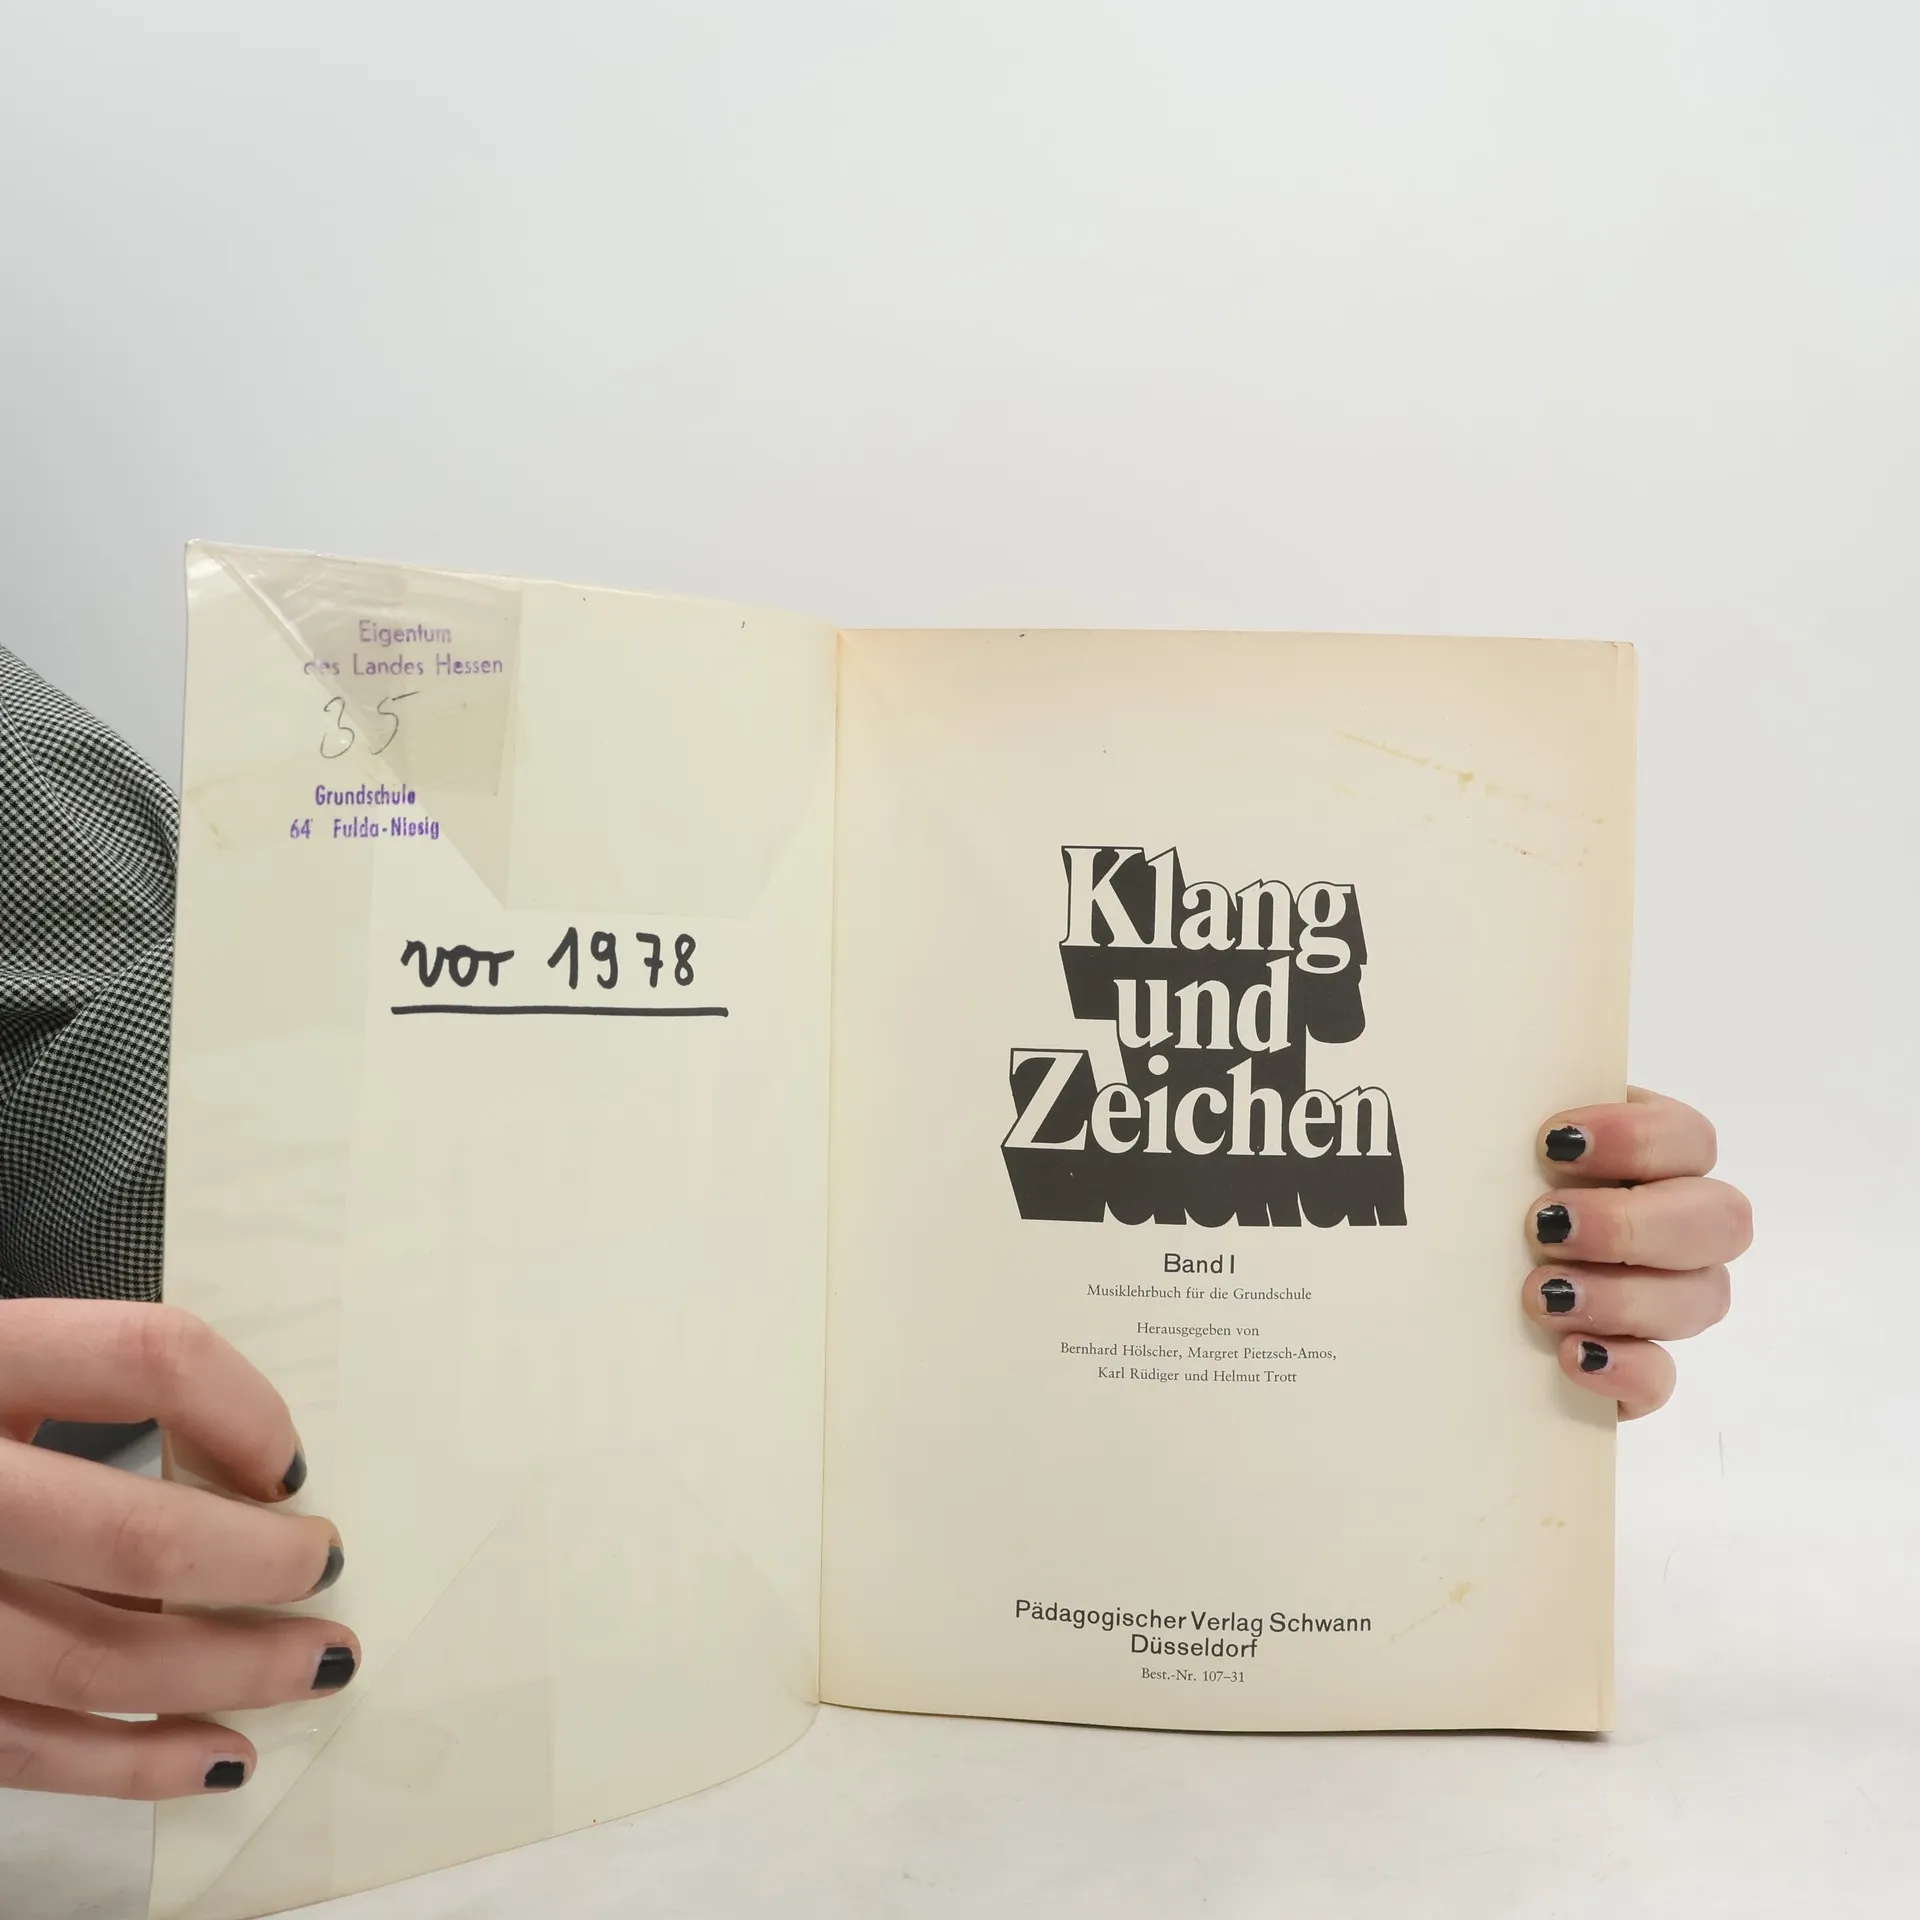 Eigentum
des Landes Hessen
35
Grundschule
64 Fulda-Niesig
vor 1978
Klang
und
Zeichen
Band I
Musiklehrbuch für die Grundschule
Herausgegeben von
Bernhard Hölscher, Margret Pietzsch-Amos,
Karl Rüdiger und Helmut Trott
Pädagogischer Verlag Schwann
Düsseldorf
Best.-Nr. 107–31